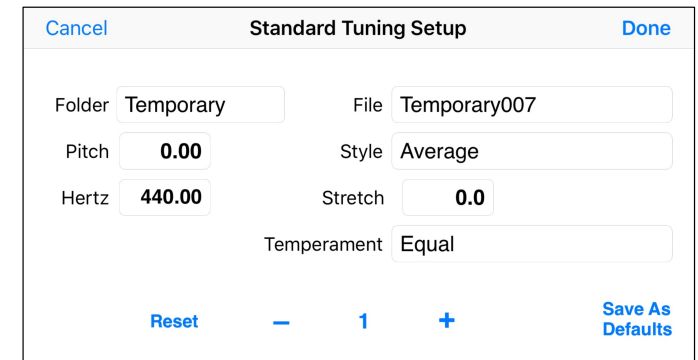 Cancel Standard Tuning Setup Done
Folder Temporary File Temporary007
Pitch 0.00 Style Average
Hertz 440.00 Stretch 0.0
Temperament Equal
Reset – 1 + Save As
Defaults